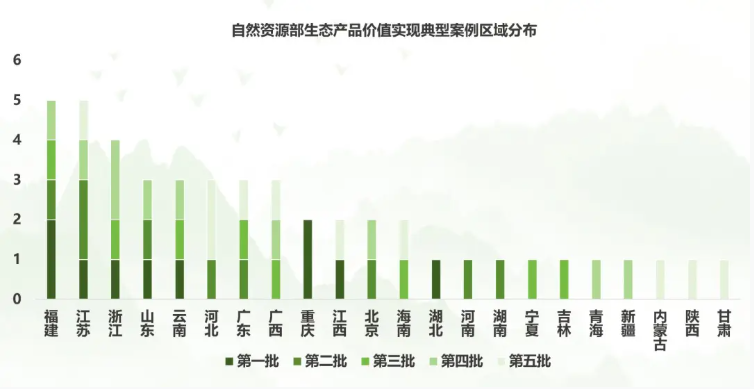 自然资源部生态产品价值实现典型案例区域分布
6
5
4
3
2
1
0
福建 江苏 浙江 山东 云南 河北 广东 广西 重庆 江西 北京 海南 湖北 河南 湖南 宁夏 吉林 青海 新疆 内蒙古 陕西 甘肃
第一批 第二批 第三批 第四批 第五批